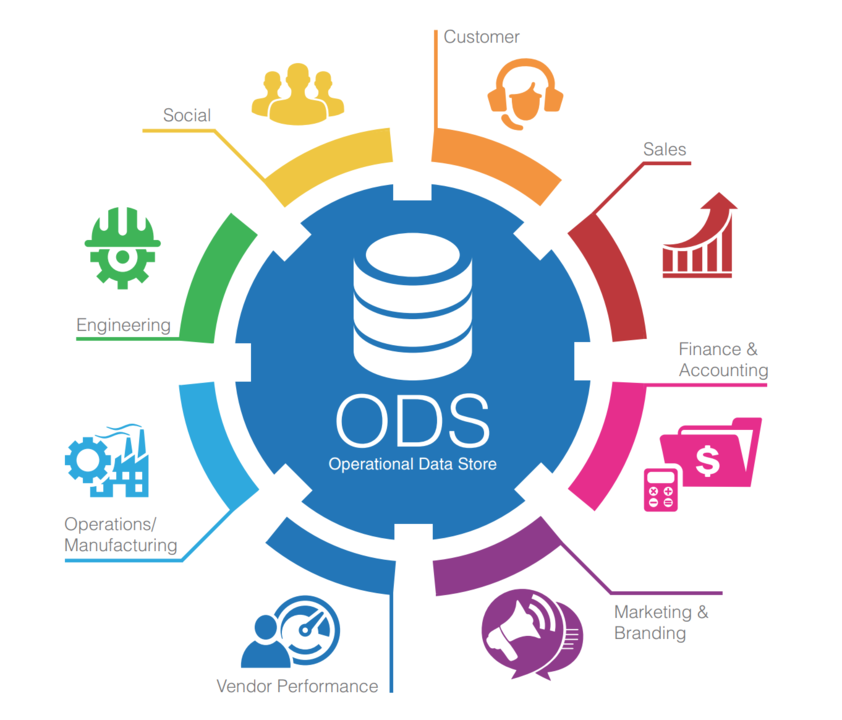 Customer
Social
Sales
Engineering
Finance &
Accounting
$
ODS
Operational Data Store
Operations/
Manufacturing
Marketing &
Branding
Vendor Performance